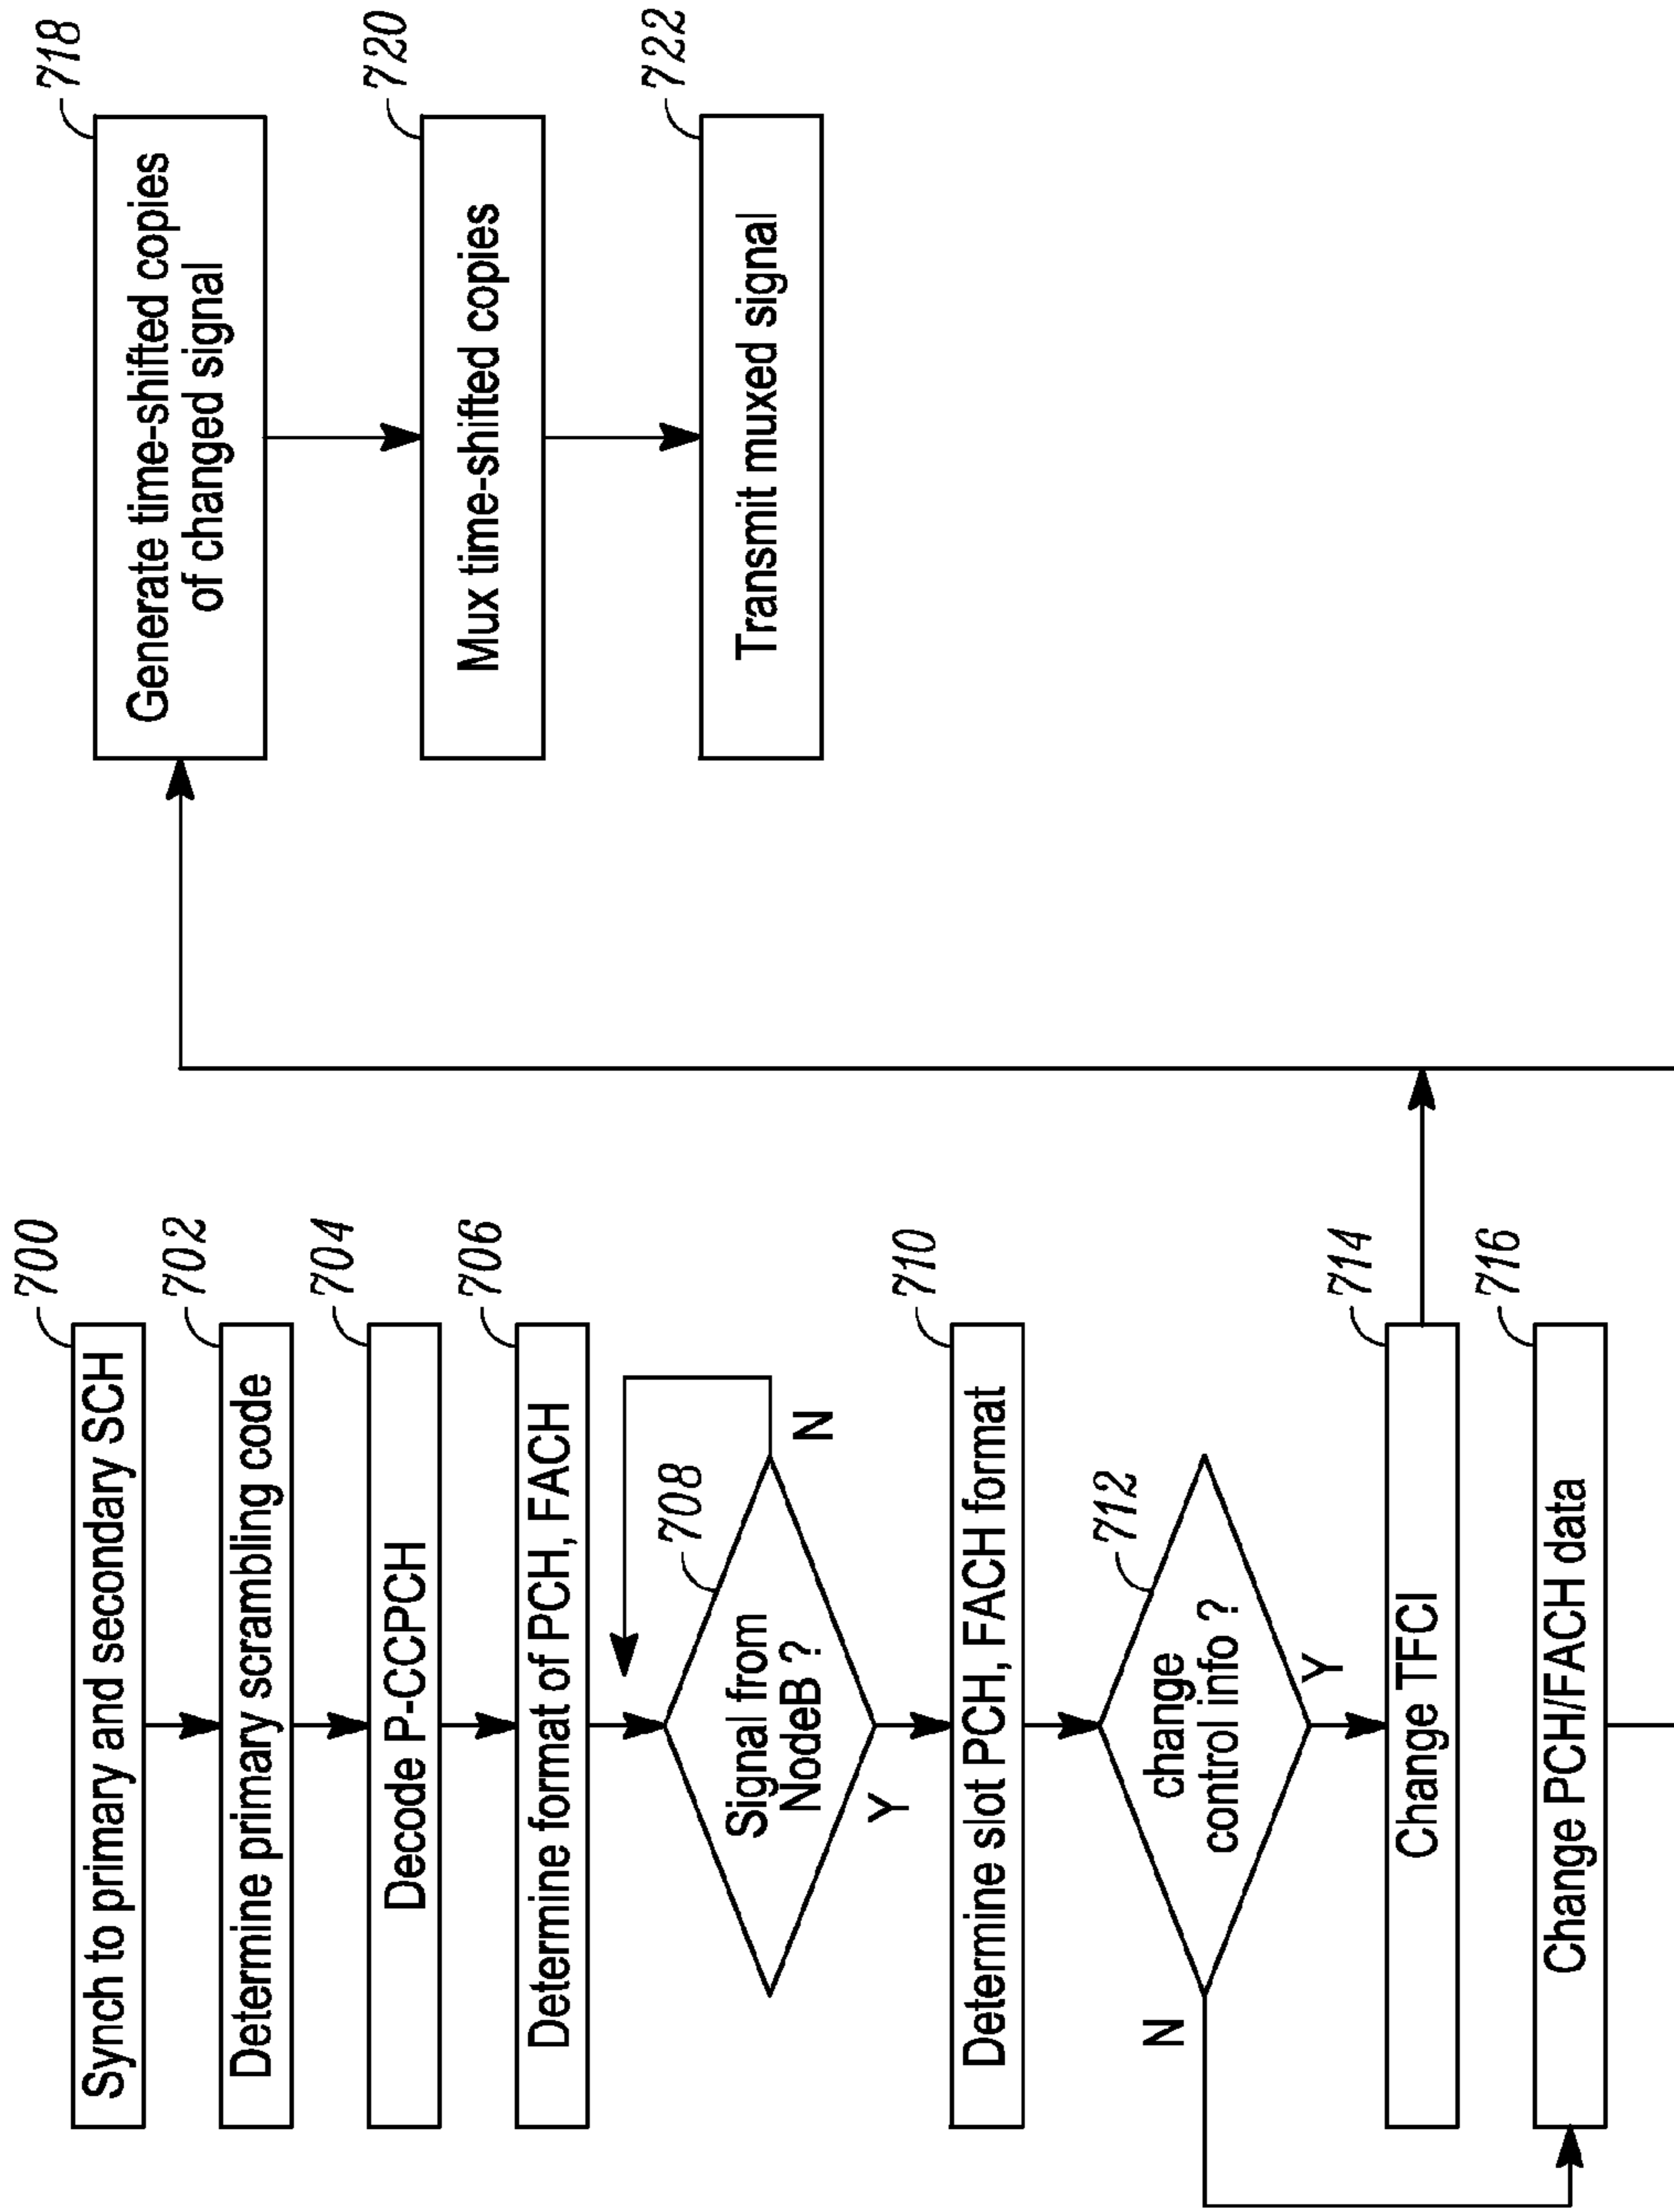 700
Synch to primary and secondary SCH
702
Determine primary scrambling code
704
Decode P-CCPCH
706
Determine format of PCH, FACH
708
Signal from
NodeB ?
N
Y
710
Determine slot PCH, FACH format
712
change
control info ?
N
Y
714
Change TFCI
716
Change PCH/FACH data
718
Generate time-shifted copies
of changed signal
720
Mux time-shifted copies
722
Transmit muxed signal